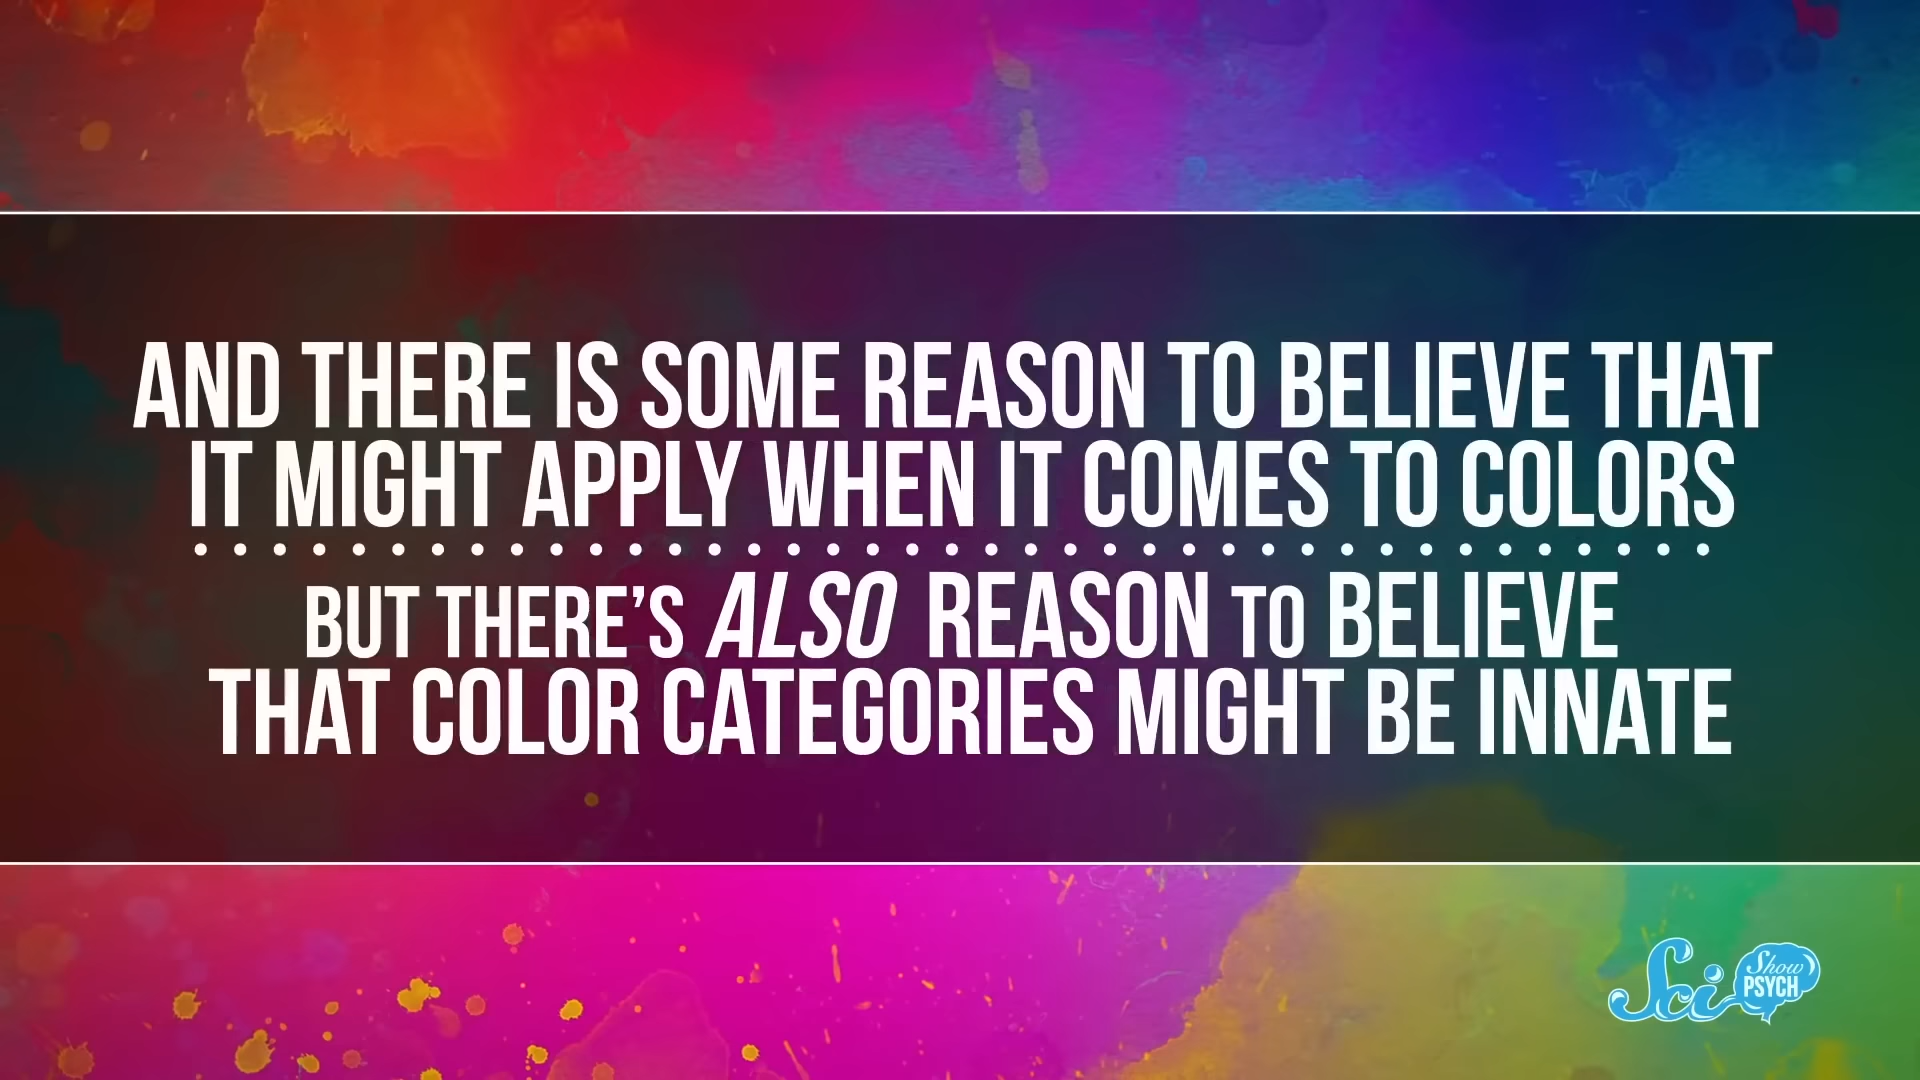 AND THERE IS SOME REASON TO BELIEVE THAT
IT MIGHT APPLY WHEN IT COMES TO COLORS
BUT THERE'S ALSO REASON TO BELIEVE
THAT COLOR CATEGORIES MIGHT BE INNATE
Sci Show
PSYCH